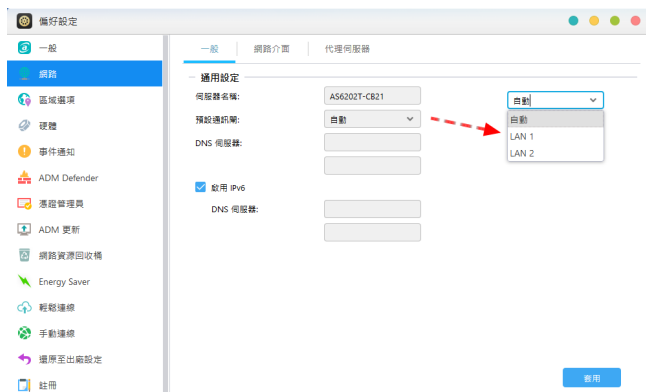 偏好設定
一般
網路
區域選項
硬體
事件通知
ADM Defender
憑證管理員
ADM 更新
網路資源回收桶
Energy Saver
輕鬆連線
手動連線
還原至出廠設定
註冊
一般 網路介面 代理伺服器
通用設定
伺服器名稱: AS6202T-CB21
預設通訊閘: 自動
DNS 伺服器:
啟用 IPv6
DNS 伺服器:
自動
自動
LAN 1
LAN 2
套用